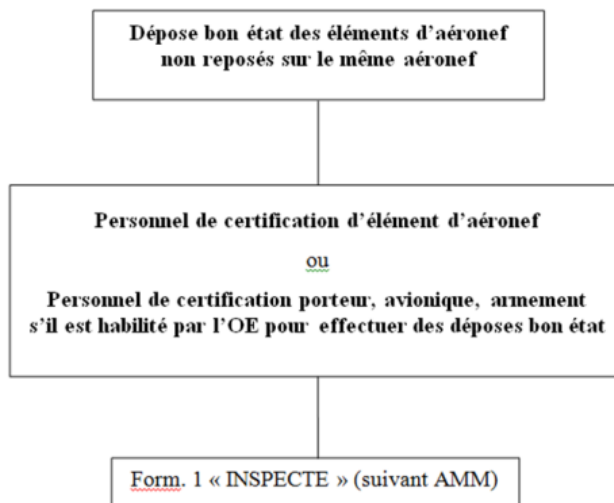 Dépose bon état des éléments d'aéronef
non reposés sur le même aéronef
Personnel de certification d'élément d'aéronef
ou
Personnel de certification porteur, avionique, armement
s'il est habilité par l'OE pour effectuer des déposes bon état
Form. 1 « INSPECTE » (suivant AMM)